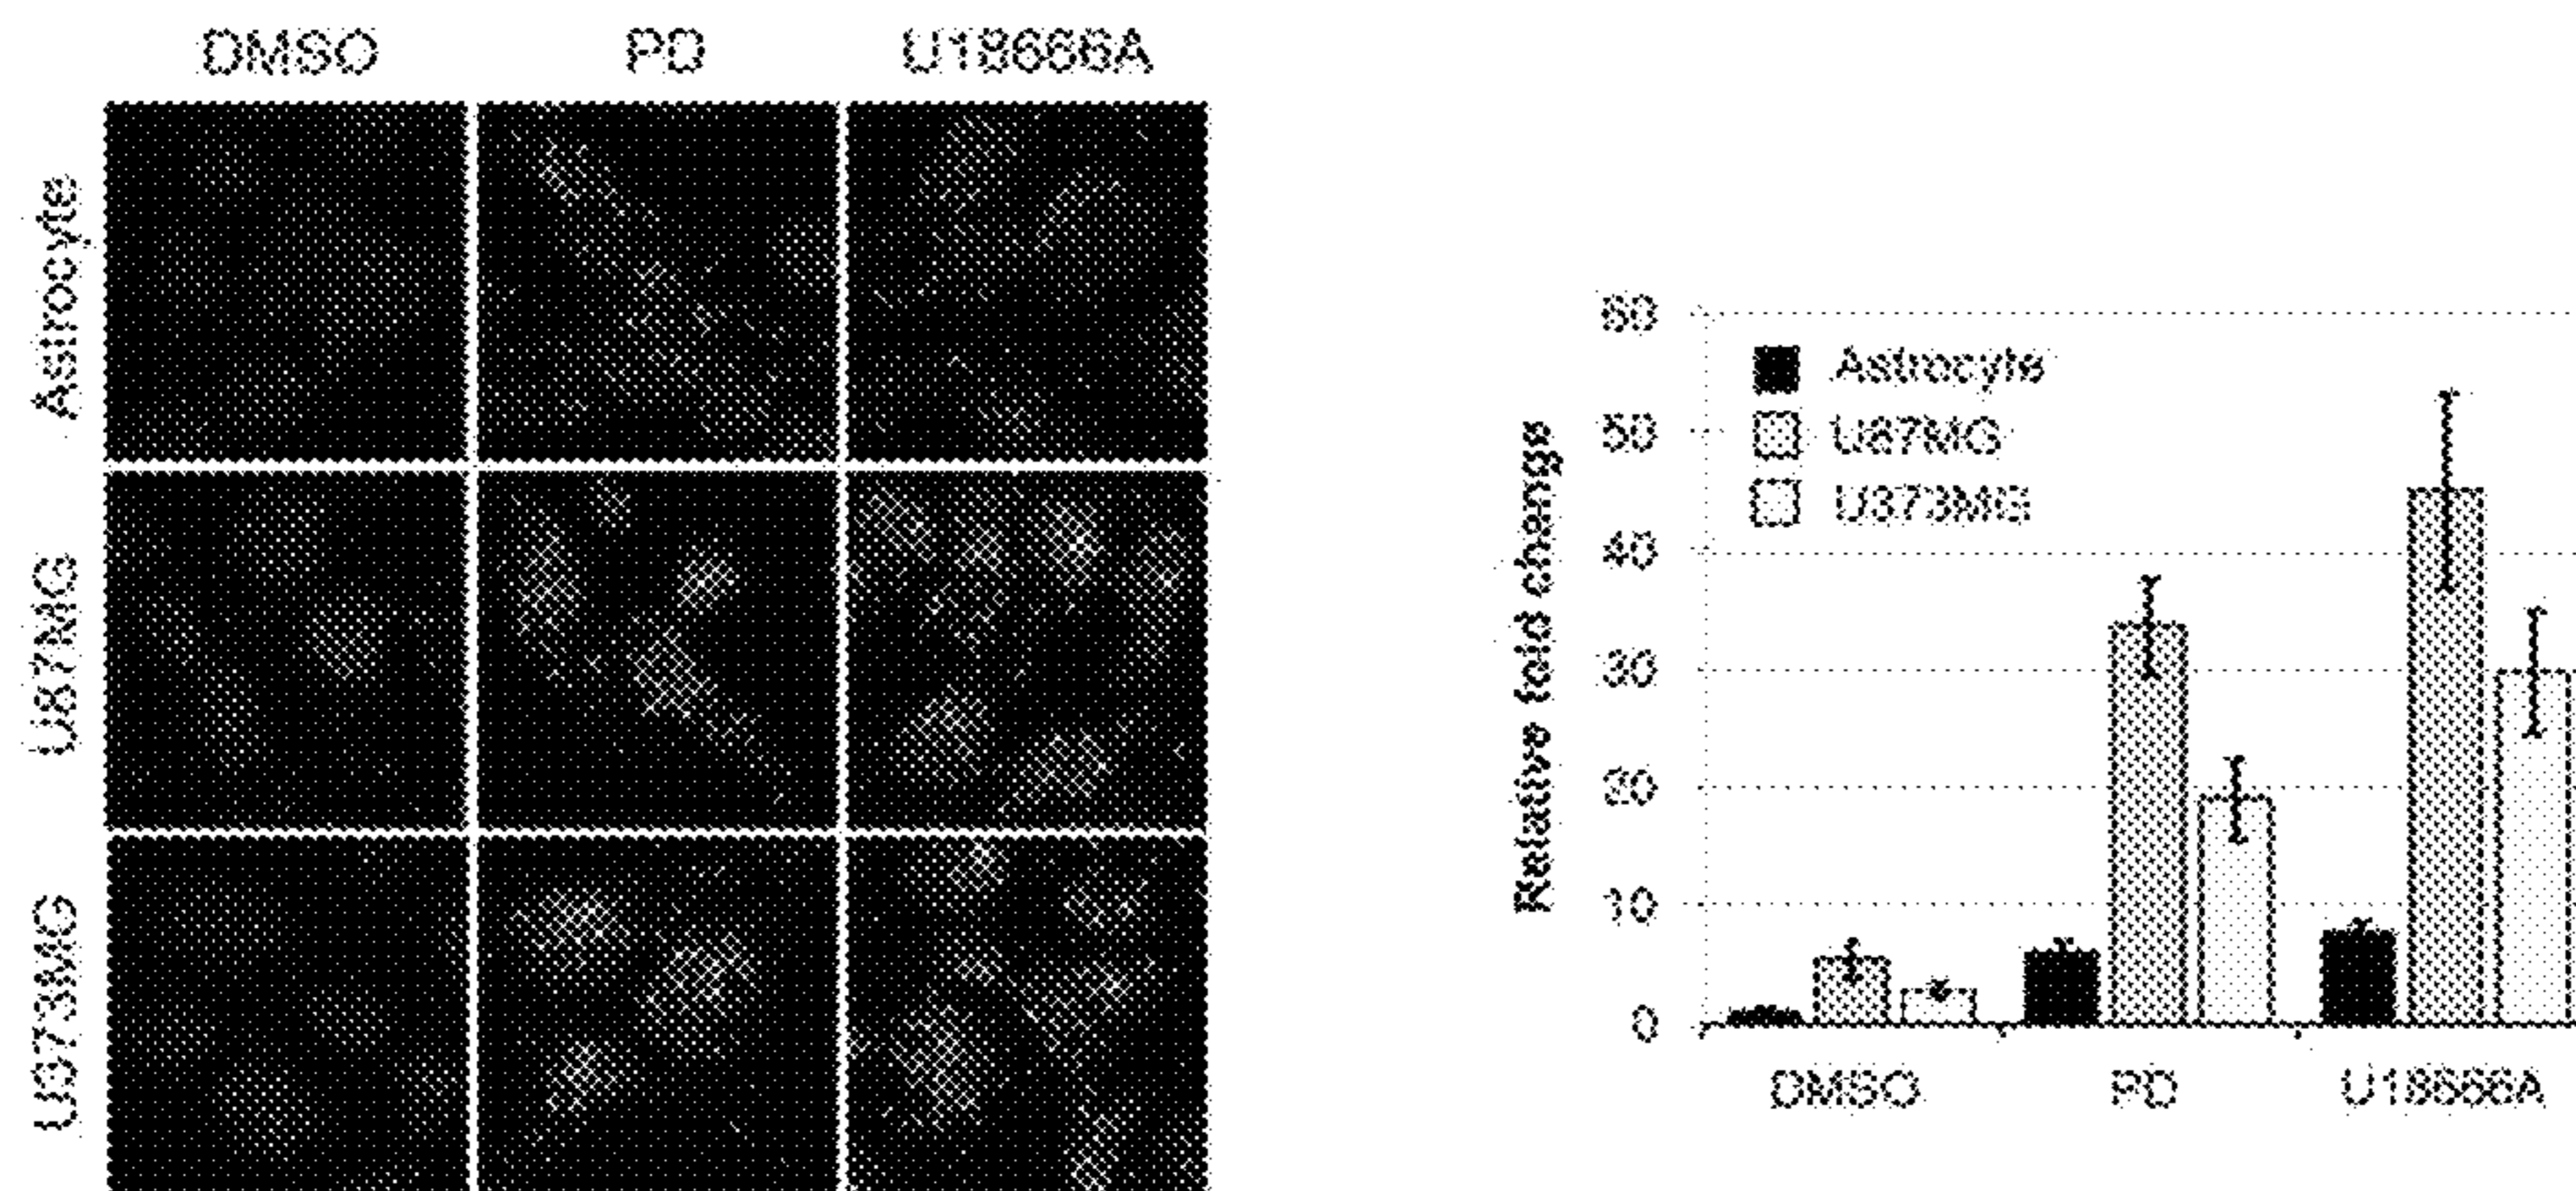 DMSO PD U18666A
Astrocyte
U87MG
U373MG
Relative fold change
60
50
40
30
20
10
0
Astrocyte
U87MG
U373MG
DMSO PD U18666A